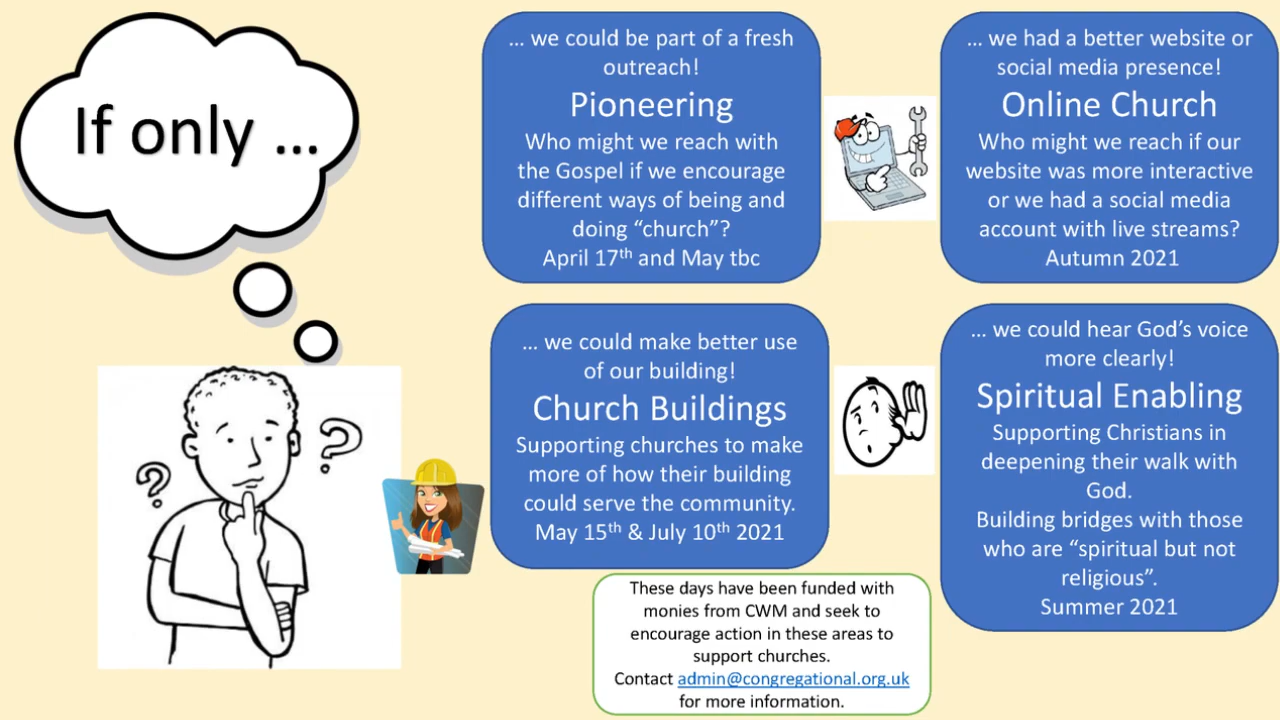 If only ...
... we could be part of a fresh
outreach!
Pioneering
Who might we reach with
the Gospel if we encourage
different ways of being and
doing “church”?
April 17th and May tbc
... we had a better website or
social media presence!
Online Church
Who might we reach if our
website was more interactive
or we had a social media
account with live streams?
Autumn 2021
... we could make better use
of our building!
Church Buildings
Supporting churches to make
more of how their building
could serve the community.
May 15th & July 10th 2021
... we could hear God’s voice
more clearly!
Spiritual Enabling
Supporting Christians in
deepening their walk with
God.
Building bridges with those
who are “spiritual but not
religious”.
Summer 2021
These days have been funded with
monies from CWM and seek to
encourage action in these areas to
support churches.
Contact admin@congregational.org.uk
for more information.
? ?